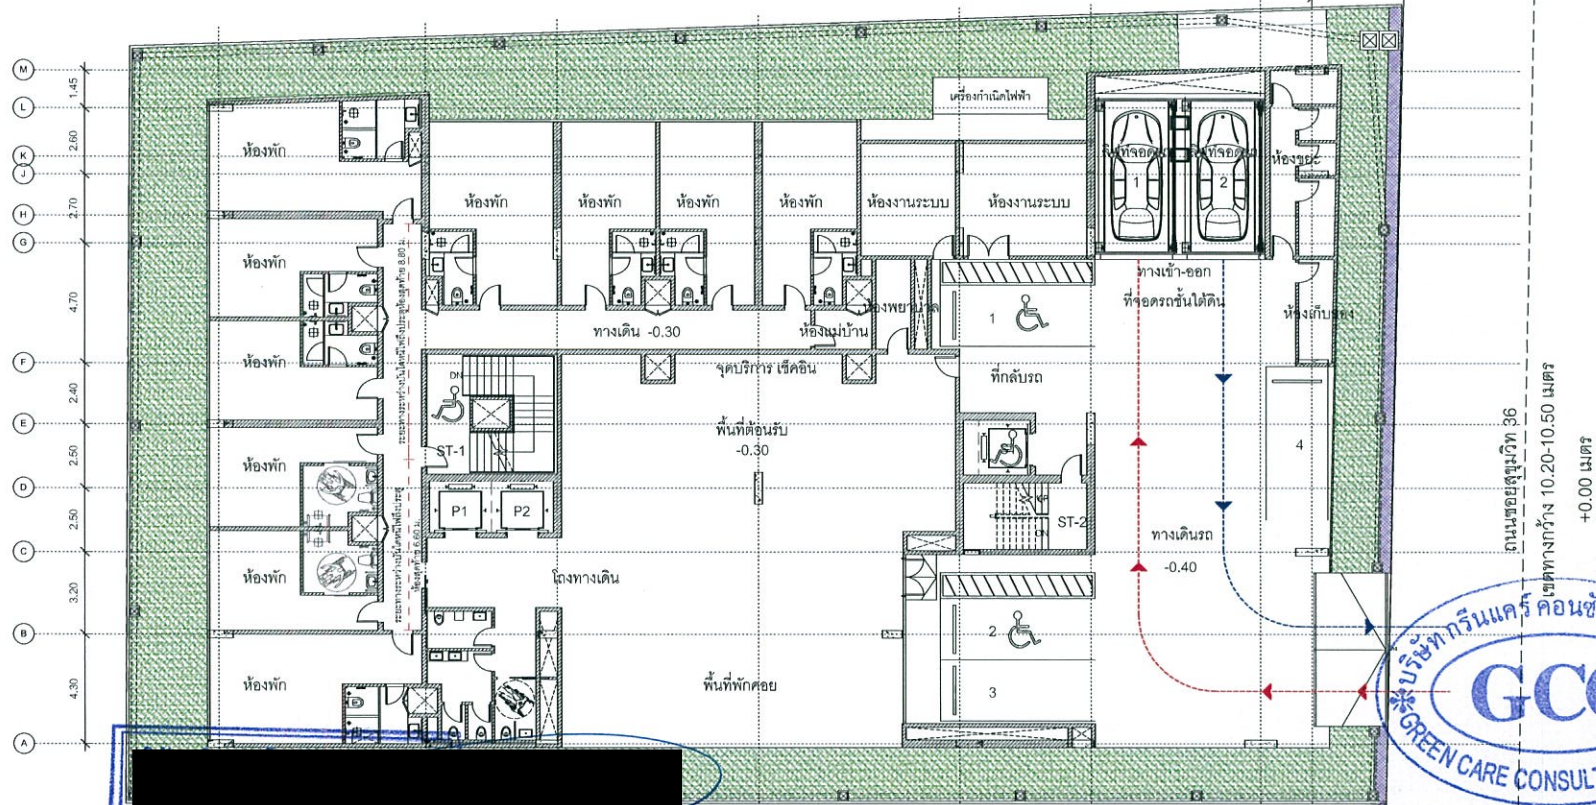 M
L
K
J
H
G
F
E
D
C
B
A
1.45
2.60
2.70
4.70
2.40
2.50
2.50
3.20
4.30
เครื่องกำเนิดไฟฟ้า
ห้องพัก
ห้องพัก
ห้องพัก
ห้องพัก
ห้องพัก
ห้องงานระบบ
ห้องงานระบบ
1
2
ห้องขยะ
ห้องพัก
ห้องพัก
ห้องพัก
ห้องพัก
ห้องพัก
ทางเดิน -0.30
ห้องแม่บ้าน
ห้องพยาบาล
1
ทางเข้า-ออก
ที่จอดรถชั้นใต้ดิน
ห้องเก็บของ
จุดบริการ เช็คอิน
ที่กลับรถ
DN
ST-1
พื้นที่ต้อนรับ
-0.30
4
P1
P2
UP
DN
ST-2
ทางเดินรถ
-0.40
โถงทางเดิน
2
3
พื้นที่พักคอย
ถนนซอยสุขุมวิท 36
เขตทางกว้าง 10.20-10.50 เมตร
+0.00 เมตร
บริษัท กรีนแคร์ คอนซั
GC
GREEN CARE CONSUL